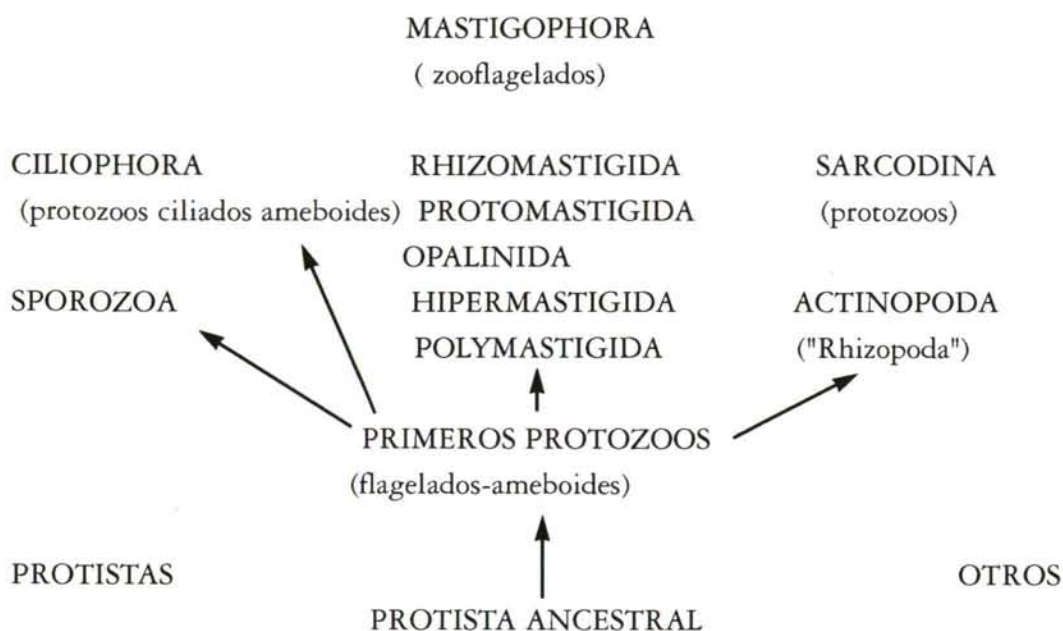 MASTIGOPHORA
( zooflagelados)
CILIOPHORA RHIZOMASTIGIDA SARCODINA
(protozoos ciliados ameboides) PROTOMASTIGIDA (protozoos)
OPALINIDA
SPOROZOA HIPERMASTIGIDA ACTINOPODA
POLYMASTIGIDA ("Rhizopoda")
PRIMEROS PROTOZOOS
(flagelados-ameboides)
PROTISTAS OTROS
PROTISTA ANCESTRAL